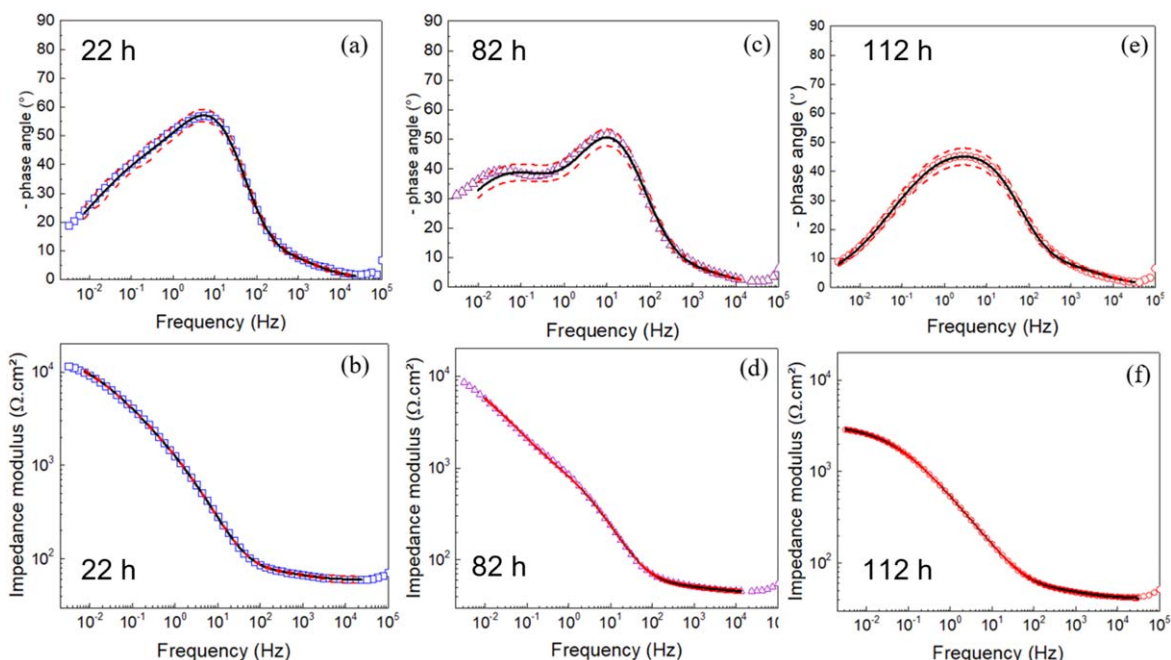 (a)
22 h
- phase angle (°)
90
80
70
60
50
40
30
20
10
0
10⁻² 10⁻¹ 10⁰ 10¹ 10² 10³ 10⁴ 10⁵
Frequency (Hz)
(c)
82 h
- phase angle (°)
90
80
70
60
50
40
30
20
10
0
10⁻² 10⁻¹ 10⁰ 10¹ 10² 10³ 10⁴ 10⁵
Frequency (Hz)
(e)
112 h
- phase angle (°)
90
80
70
60
50
40
30
20
10
0
10⁻² 10⁻¹ 10⁰ 10¹ 10² 10³ 10⁴ 10⁵
Frequency (Hz)
(b)
22 h
Impedance modulus (Ω.cm²)
10⁴
10³
10²
10⁻² 10⁻¹ 10⁰ 10¹ 10² 10³ 10⁴ 10⁵
Frequency (Hz)
(d)
82 h
Impedance modulus (Ω.cm²)
10⁴
10³
10²
10⁻² 10⁻¹ 10⁰ 10¹ 10² 10³ 10⁴
Frequency (Hz)
(f)
112 h
Impedance modulus (Ω.cm²)
10⁴
10³
10²
10⁻² 10⁻¹ 10⁰ 10¹ 10² 10³ 10⁴ 10⁵
Frequency (Hz)